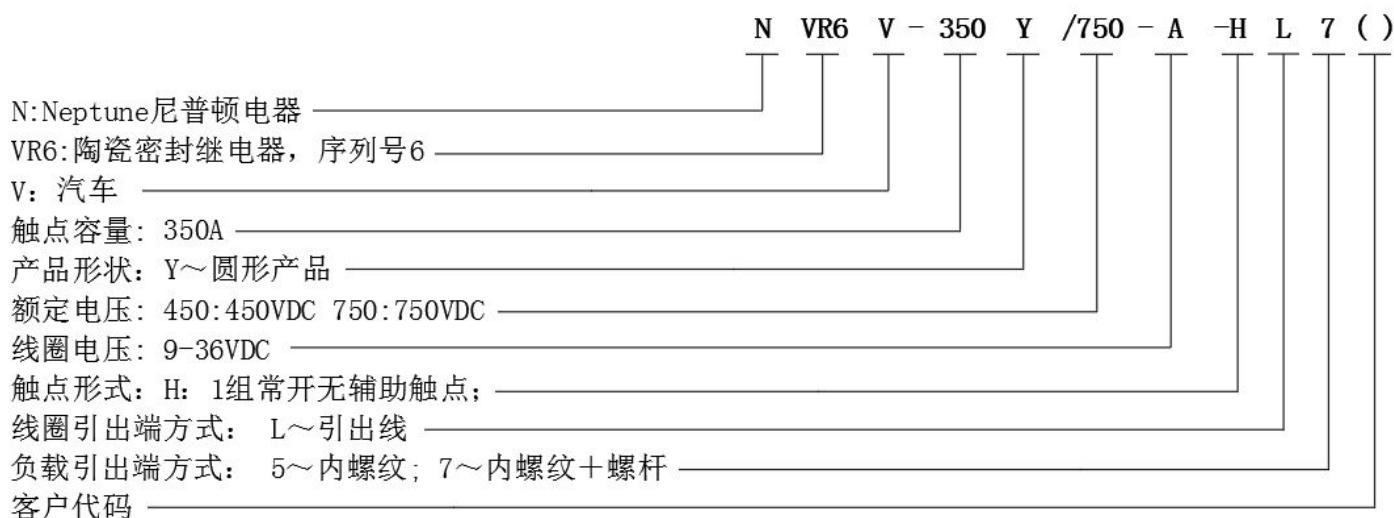 N VR6 V - 350 Y /750 - A -H L 7 ( )
N:Neptune尼普顿电器
VR6:陶瓷密封继电器，序列号6
V：汽车
触点容量: 350A
产品形状：Y～圆形产品
额定电压: 450:450VDC 750:750VDC
线圈电压: 9-36VDC
触点形式：H：1组常开无辅助触点；
线圈引出端方式： L～引出线
负载引出端方式： 5～内螺纹; 7～内螺纹＋螺杆
客户代码